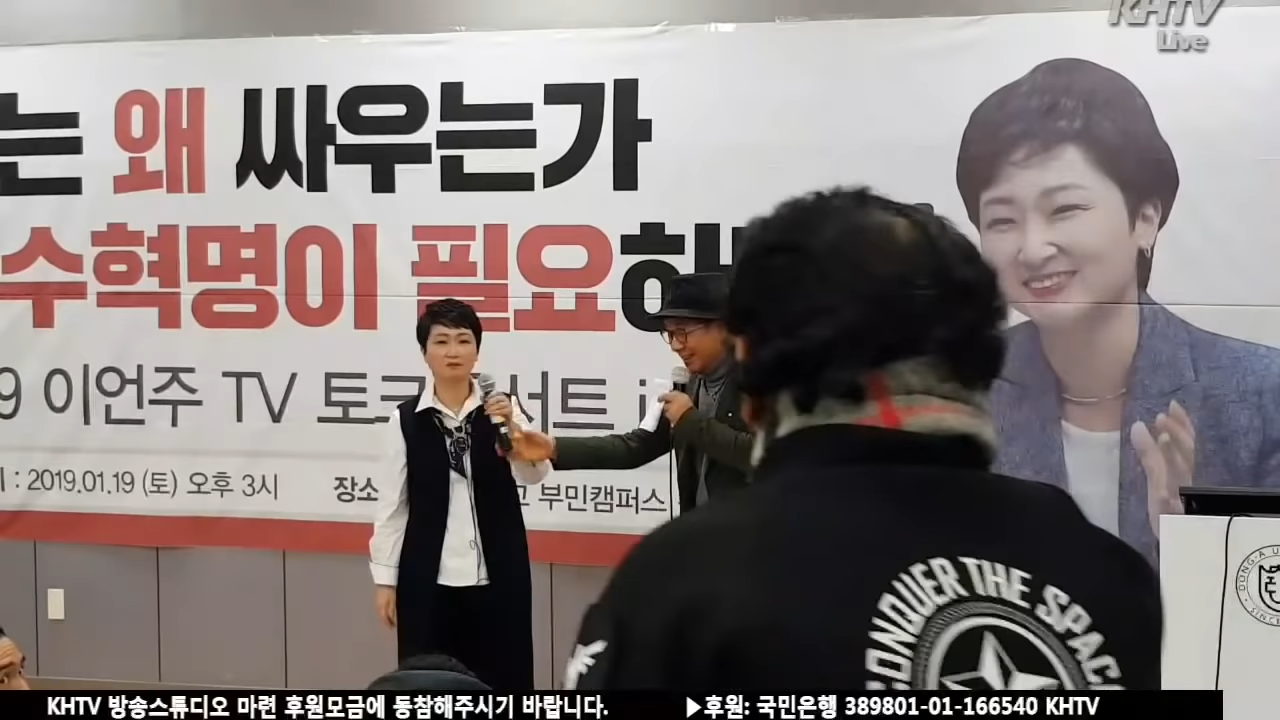 KHTV
Live
는 왜 싸우는가
수혁명이 필요해
9 이언주 TV 토크콘서트 i
: 2019.01.19 (토) 오후 3시 장소 부민캠퍼스
CONQUER THE SPAC
DONG-A U
SINCE
KHTV 방송스튜디오 마련 후원모금에 동참해주시기 바랍니다. ▶후원: 국민은행 389801-01-166540 KHTV